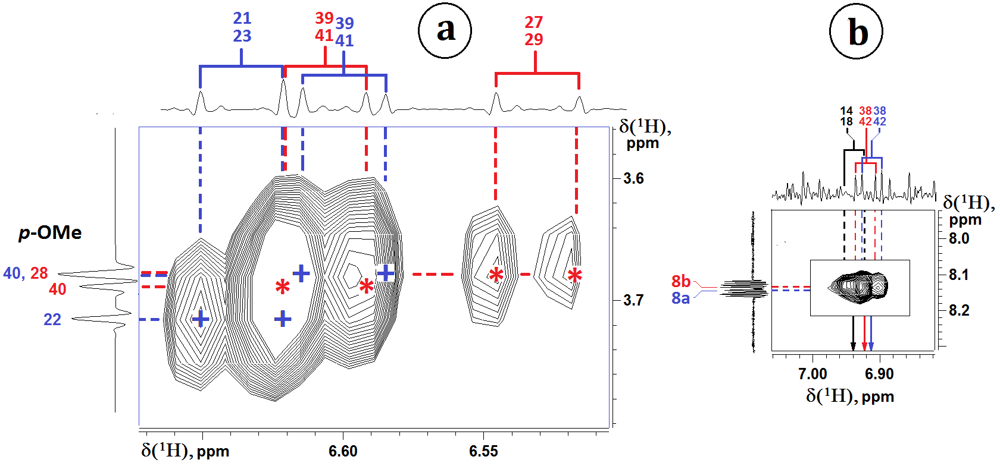 a
b
21
23
39
41
39
41
27
29
δ(¹H),
ppm
3.6
3.7
p-OMe
40, 28
40
22
δ(¹H), ppm
6.60
6.55
14
18
38
42
38
42
δ(¹H),
ppm
8.0
8.1
8.2
8b
8a
7.00
6.90
δ(¹H), ppm